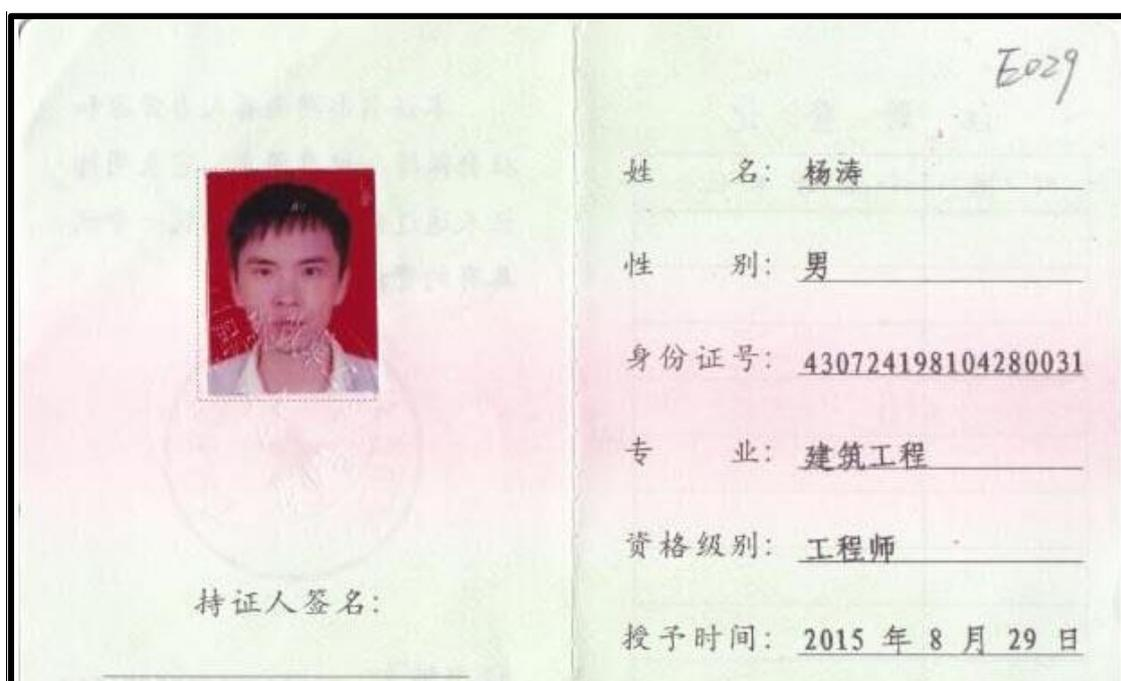 E029
姓 名: 杨涛
性 别: 男
身份证号: 430724198104280031
专 业: 建筑工程
资格级别: 工程师
授予时间: 2015 年 8 月 29 日
持证人签名: